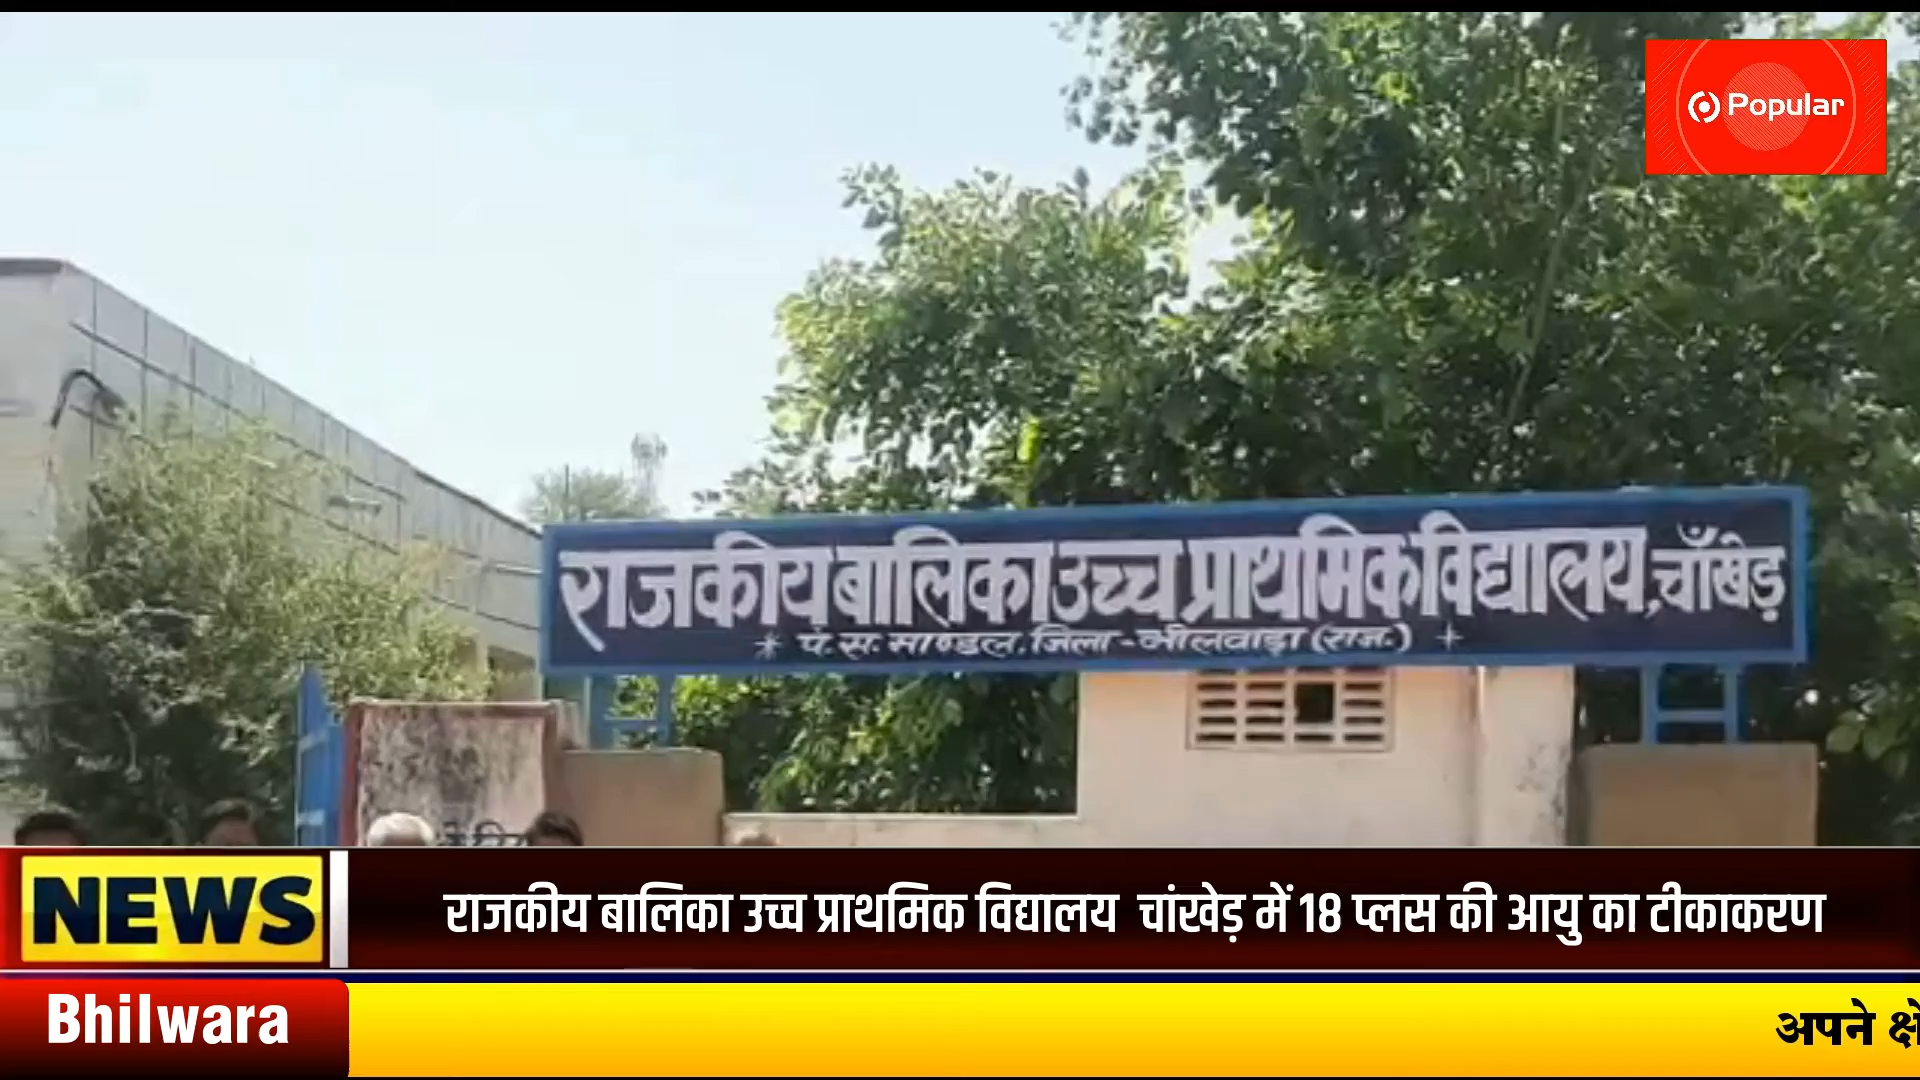 Popular
राजकीय बालिका उच्च प्राथमिक विद्यालय, चाँखेड़
पं. स. माण्डल, जिला - भीलवाड़ा (राज.)
NEWS
राजकीय बालिका उच्च प्राथमिक विद्यालय चांखेड़ में 18 प्लस की आयु का टीकाकरण
Bhilwara
अपने